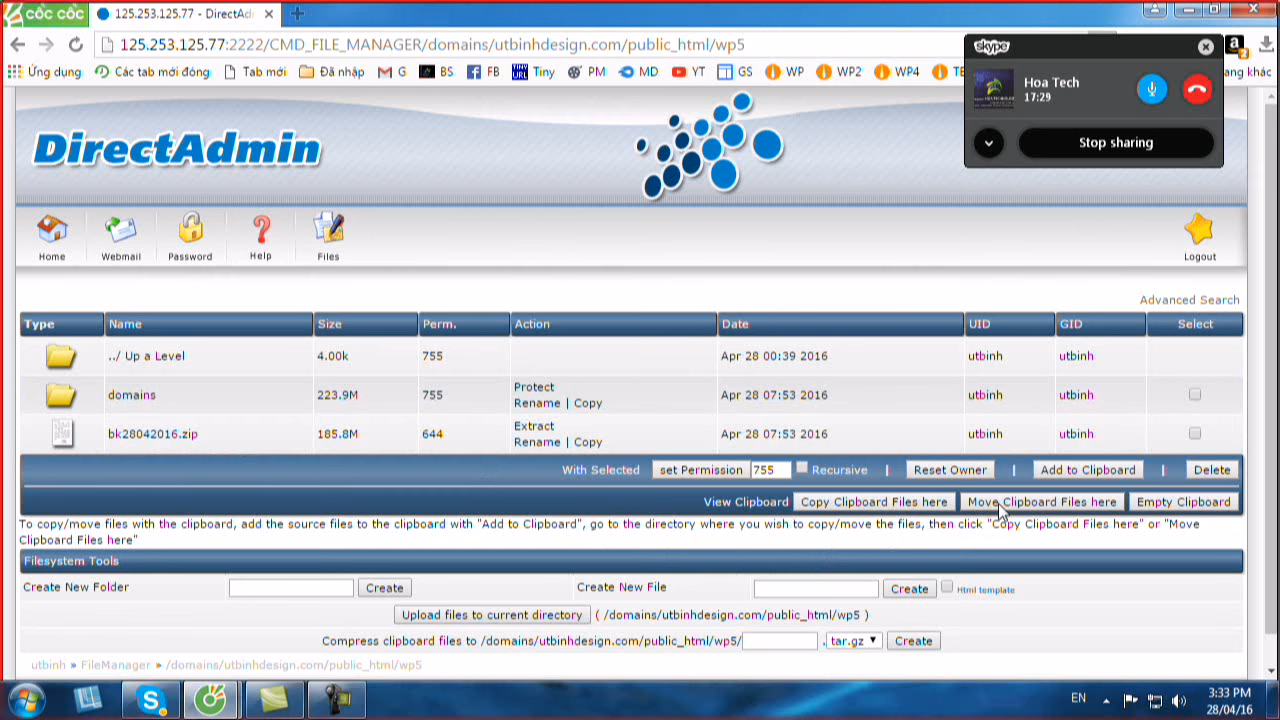 cốc cốc
125.253.125.77 - DirectAdm
125.253.125.77:2222/CMD_FILE_MANAGER/domains/utbinhdesign.com/public_html/wp5
Ứng dụng Các tab mới đóng Tab mới Đã nhập G BS FB Tiny PM MD YT GS WP WP2 WP4 ang khác
skype
Hoa Tech
17:29
Stop sharing
DirectAdmin
Home Webmail Password Help Files Logout
Advanced Search
Type Name Size Perm. Action Date UID GID Select
../ Up a Level 4.00k 755 Apr 28 00:39 2016 utbinh utbinh
domains 223.9M 755 Protect
Rename | Copy Apr 28 07:53 2016 utbinh utbinh
bk28042016.zip 185.8M 644 Extract
Rename | Copy Apr 28 07:53 2016 utbinh utbinh
With Selected set Permission 755 Recursive | Reset Owner | Add to Clipboard | Delete
View Clipboard Copy Clipboard Files here Move Clipboard Files here Empty Clipboard
To copy/move files with the clipboard, add the source files to the clipboard with "Add to Clipboard", go to the directory where you wish to copy/move the files, then click "Copy Clipboard Files here" or "Move
Clipboard Files here"
Filesystem Tools
Create New Folder Create Create New File Create Html template
Upload files to current directory ( /domains/utbinhdesign.com/public_html/wp5 )
Compress clipboard files to /domains/utbinhdesign.com/public_html/wp5/ .tar.gz Create
utbinh » FileManager » /domains/utbinhdesign.com/public_html/wp5
EN 3:33 PM
28/04/16